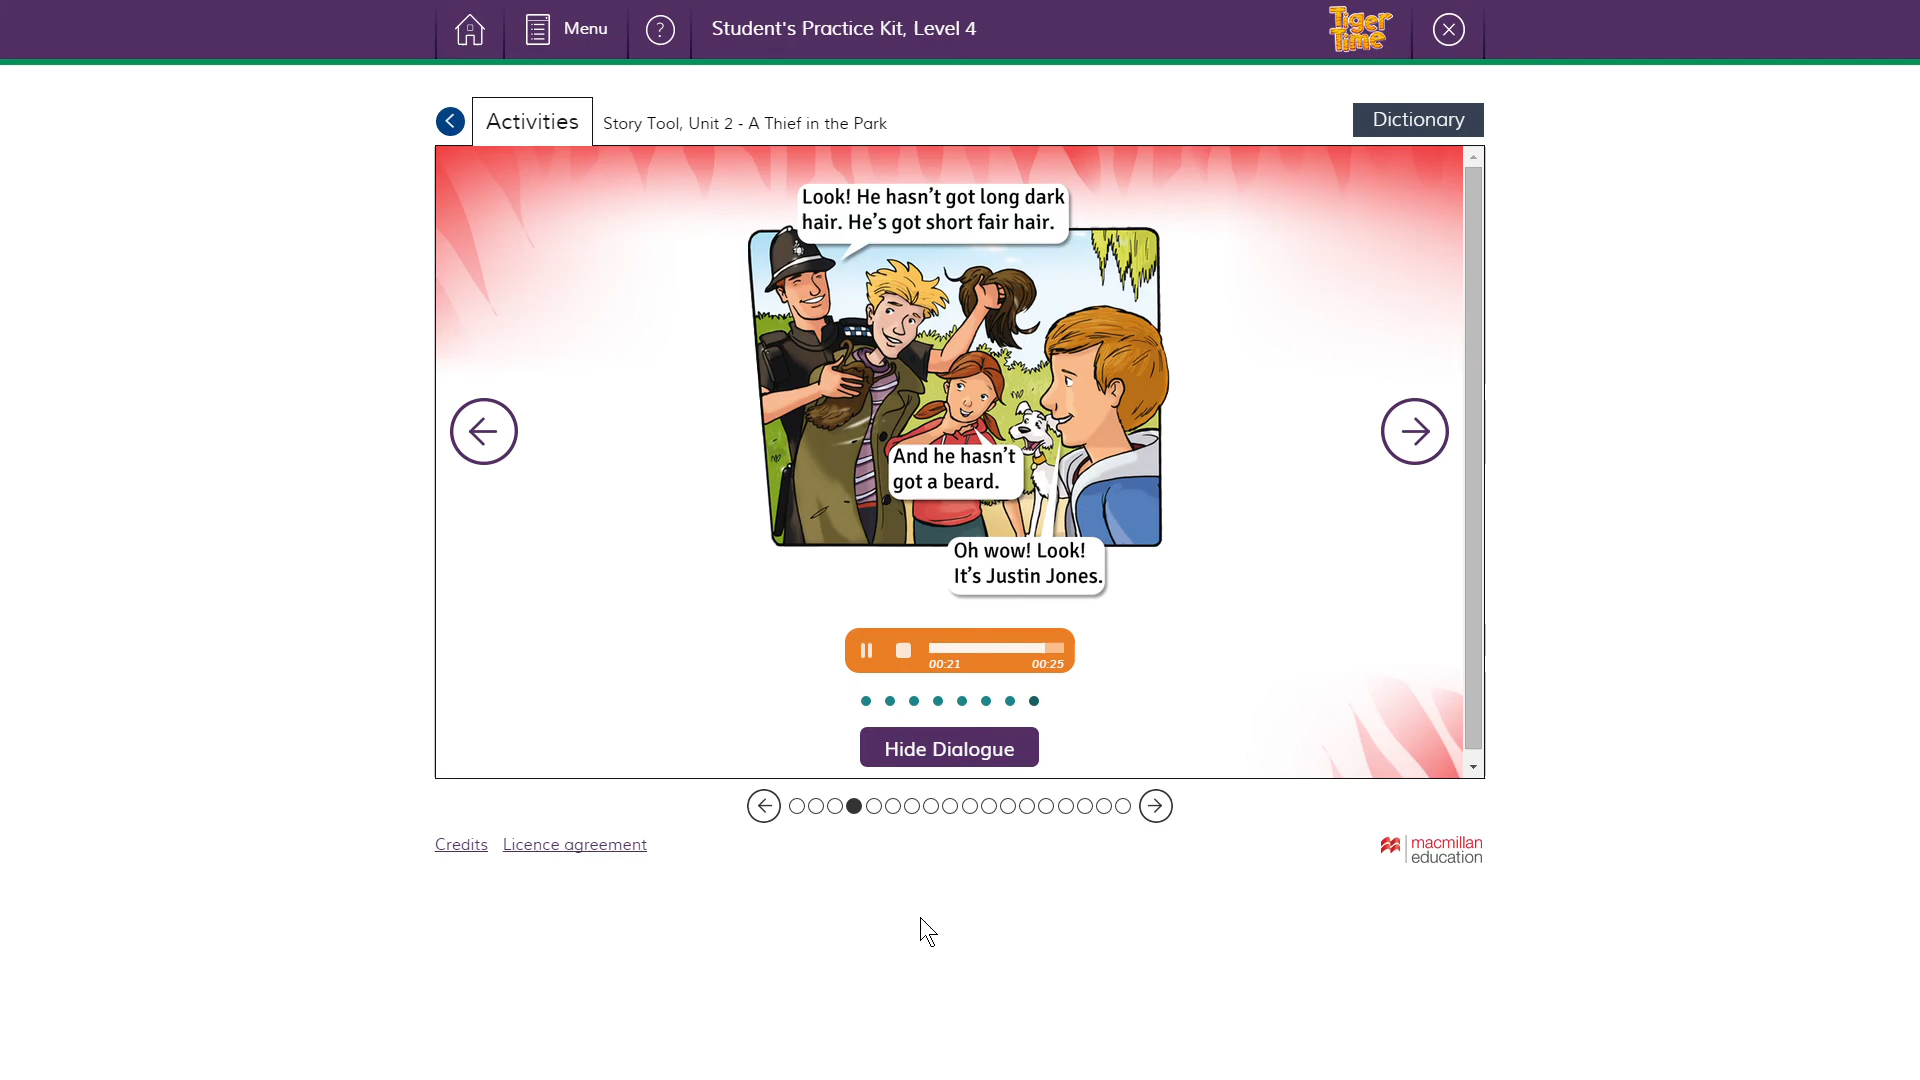 Menu
?
Student's Practice Kit, Level 4
Tiger Time
Activities
Story Tool, Unit 2 - A Thief in the Park
Dictionary
Look! He hasn't got long dark
hair. He's got short fair hair.
And he hasn't
got a beard.
Oh wow! Look!
It's Justin Jones.
00:21
00:25
Hide Dialogue
Credits
Licence agreement
macmillan
education